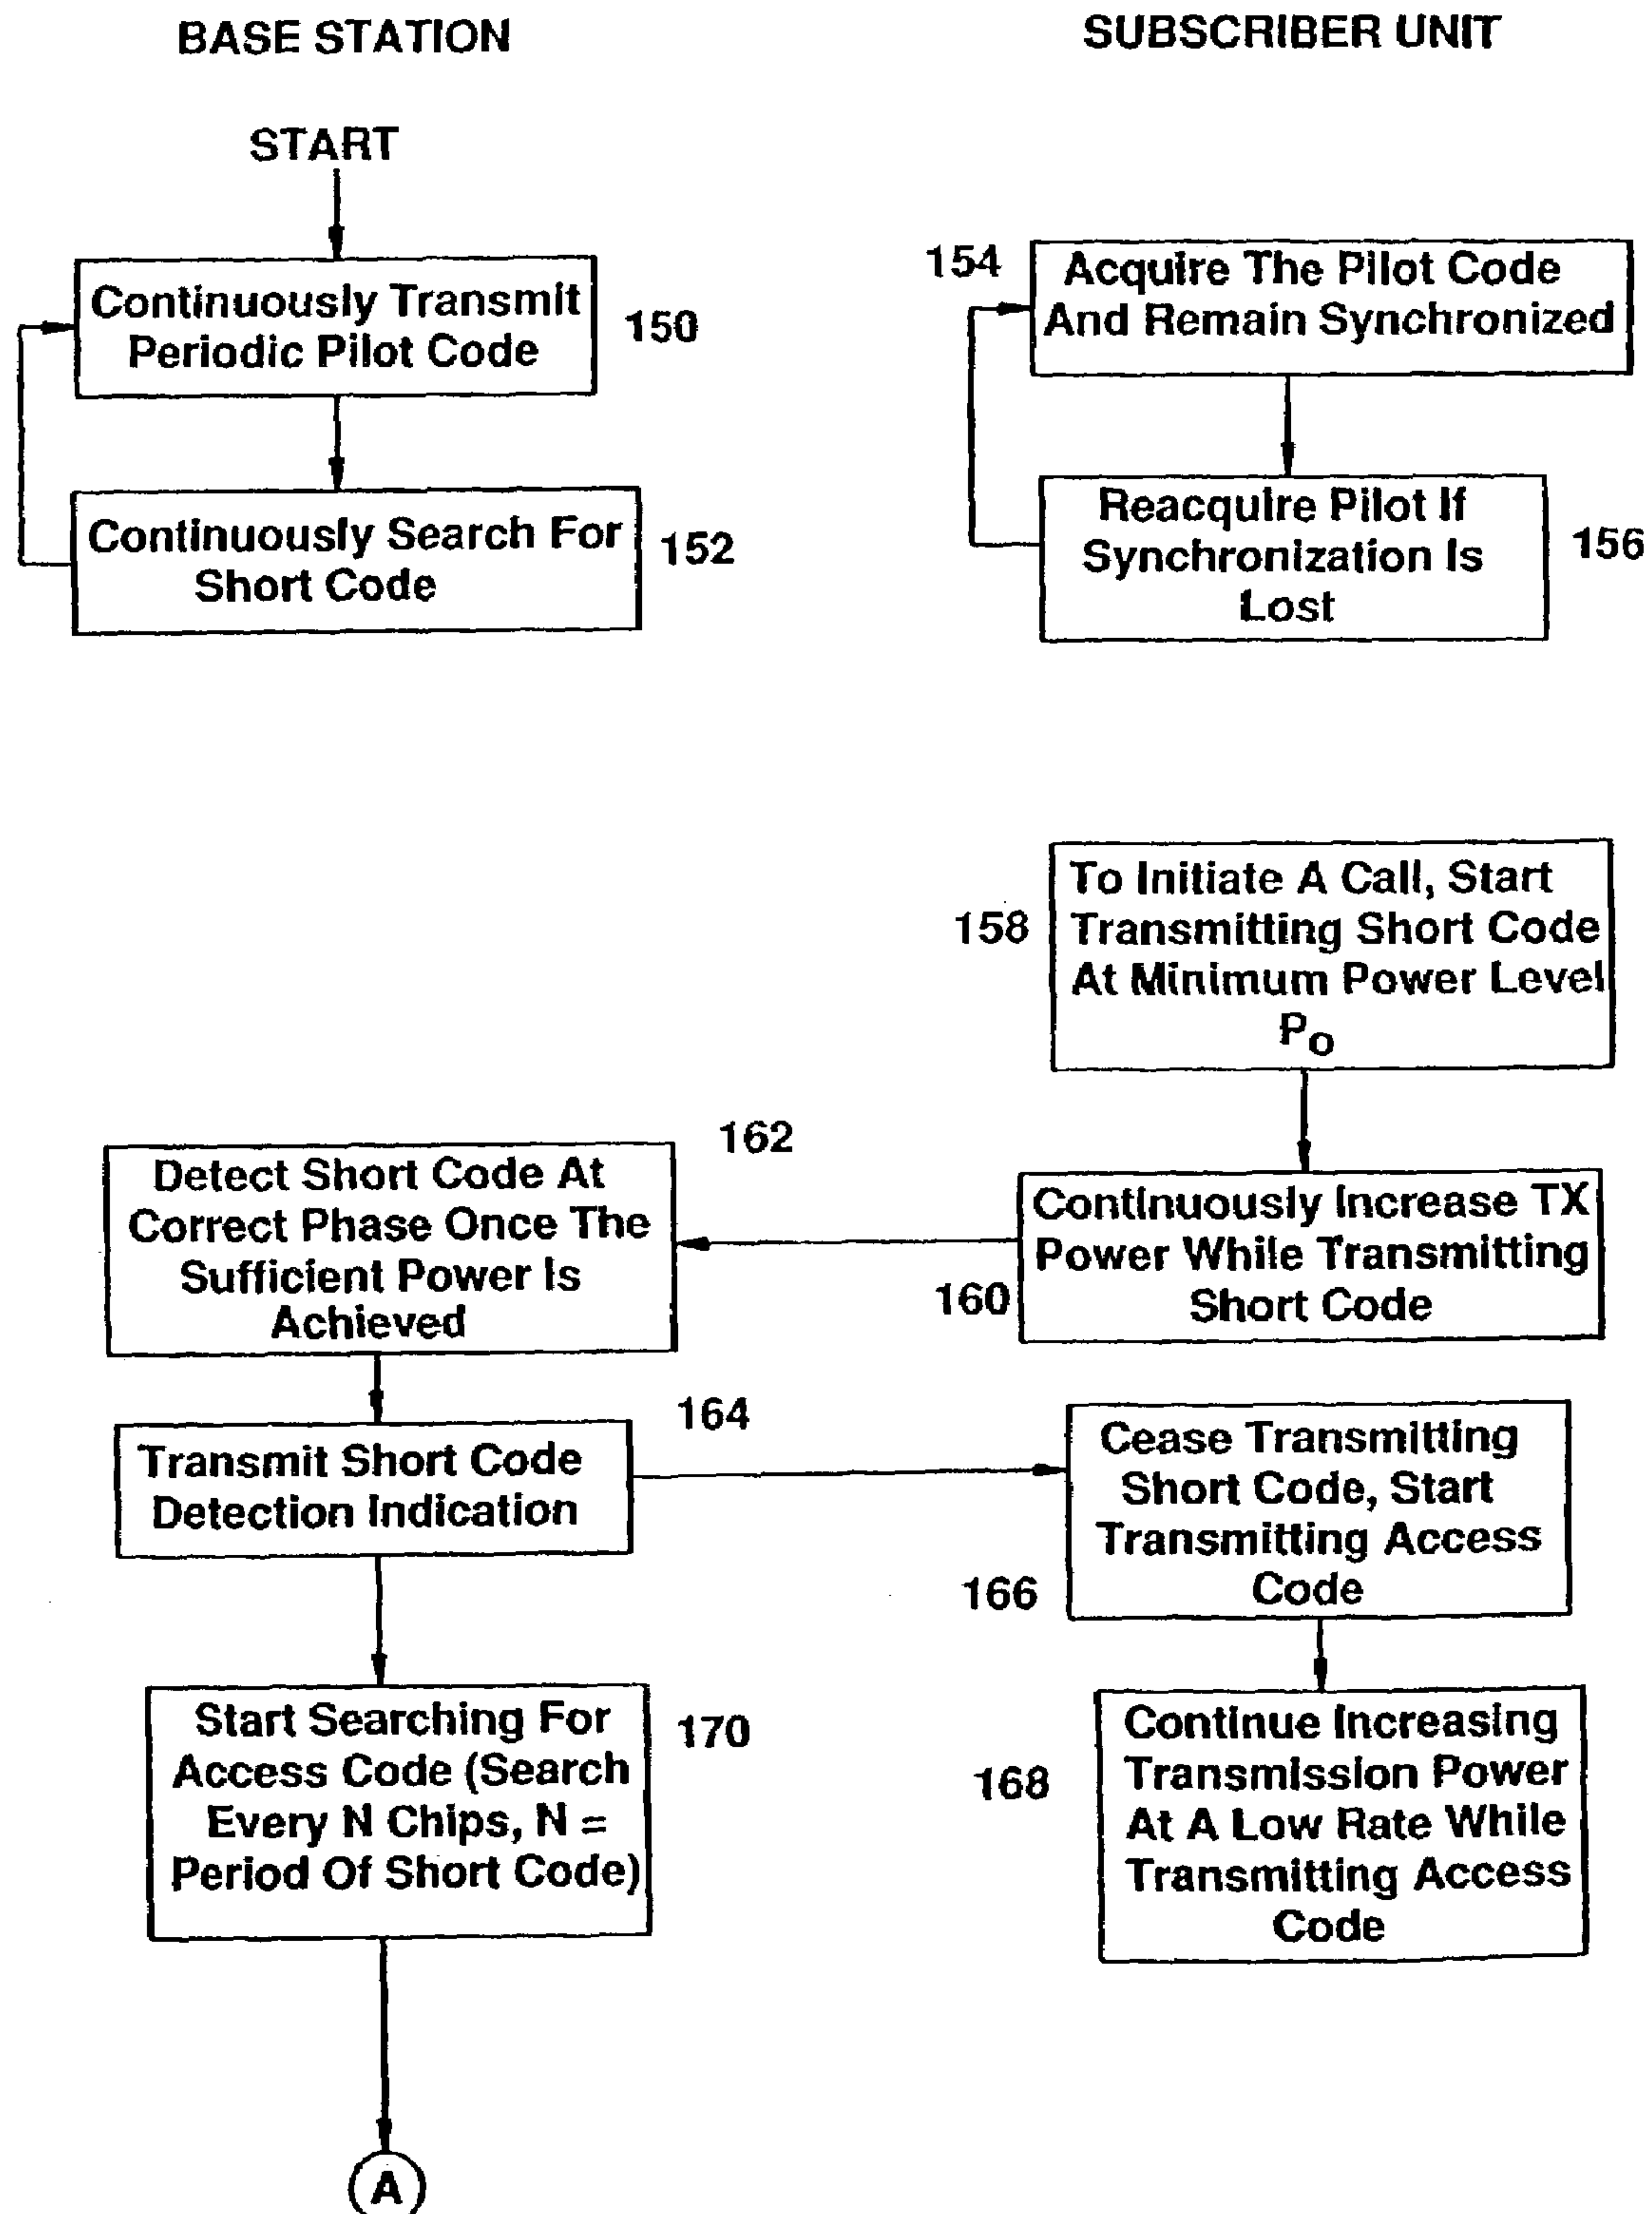 BASE STATION
SUBSCRIBER UNIT
START
Continuously Transmit
Periodic Pilot Code
150
154
Acquire The Pilot Code
And Remain Synchronized
Continuously Search For
Short Code
152
Reacquire Pilot If
Synchronization Is
Lost
156
158
To Initiate A Call, Start
Transmitting Short Code
At Minimum Power Level
Po
162
Detect Short Code At
Correct Phase Once The
Sufficient Power Is
Achieved
Continuously Increase TX
Power While Transmitting
Short Code
160
164
Transmit Short Code
Detection Indication
Cease Transmitting
Short Code, Start
Transmitting Access
Code
166
Start Searching For
Access Code (Search
Every N Chips, N =
Period Of Short Code)
170
168
Continue Increasing
Transmission Power
At A Low Rate While
Transmitting Access
Code
A